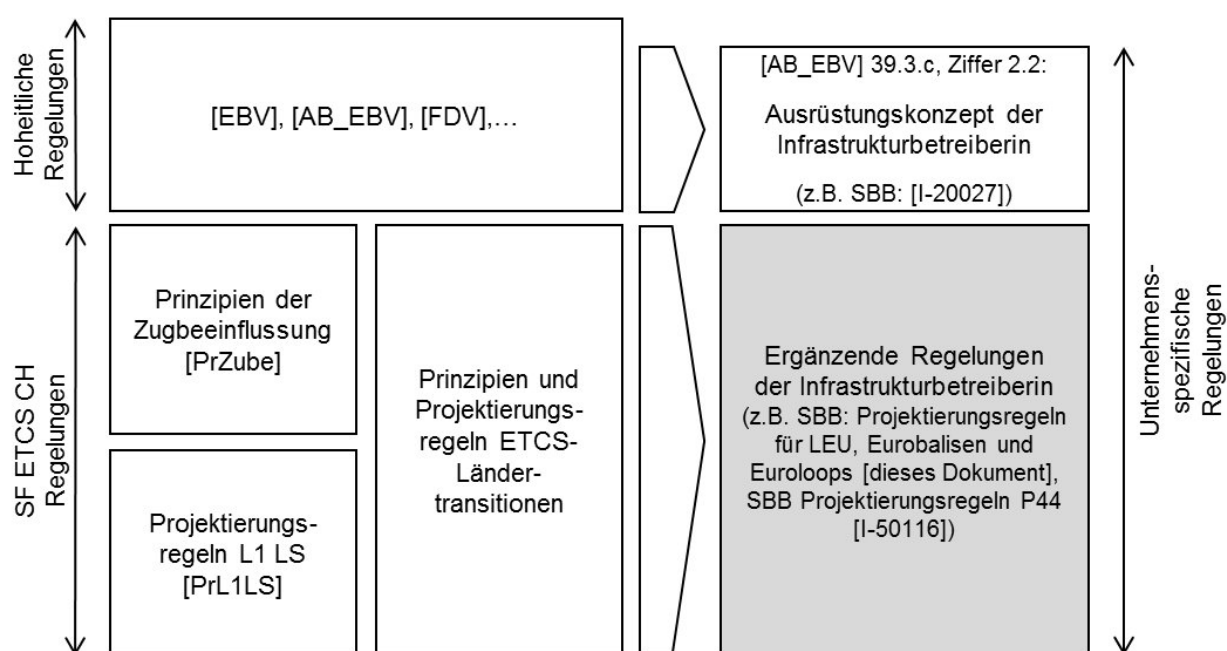 Hoheitliche
Regelungen
[EBV], [AB_EBV], [FDV],…
[AB_EBV] 39.3.c, Ziffer 2.2:
Ausrüstungskonzept der
Infrastrukturbetreiberin
(z.B. SBB: [I-20027])
SF ETCS CH
Regelungen
Prinzipien der
Zugbeeinflussung
[PrZube]
Projektierungs-
regeln L1 LS
[PrL1LS]
Prinzipien und
Projektierungs-
regeln ETCS-
Länder-
transitionen
Ergänzende Regelungen
der Infrastrukturbetreiberin
(z.B. SBB: Projektierungsregeln
für LEU, Eurobalisen und
Euroloops [dieses Dokument],
SBB Projektierungsregeln P44
[I-50116])
Unternehmens-
spezifische
Regelungen